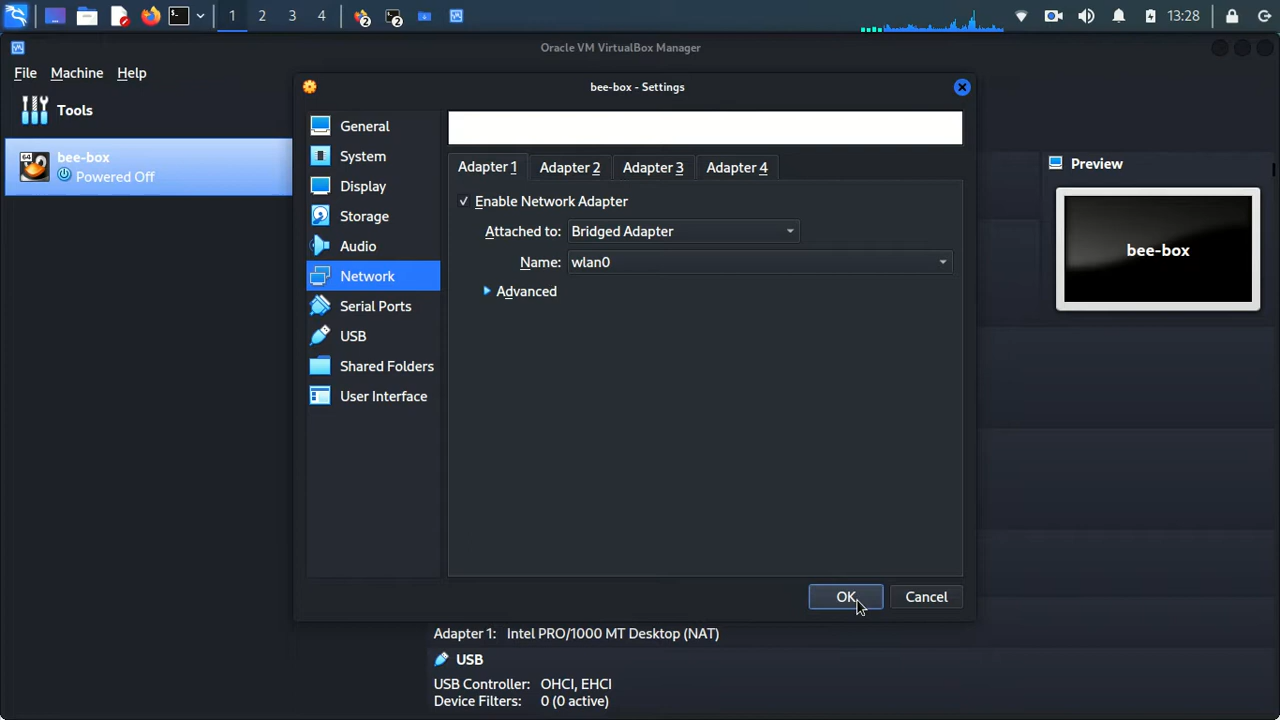 1 2 3 4 2 2 13:28
Oracle VM VirtualBox Manager
File Machine Help
Tools
64
bee-box
Powered Off
bee-box - Settings
General
System
Display
Storage
Audio
Network
Serial Ports
USB
Shared Folders
User Interface
Adapter 1 Adapter 2 Adapter 3 Adapter 4
Enable Network Adapter
Attached to: Bridged Adapter
Name: wlan0
Advanced
OK Cancel
Preview
bee-box
Adapter 1: Intel PRO/1000 MT Desktop (NAT)
USB
USB Controller: OHCI, EHCI
Device Filters: 0 (0 active)